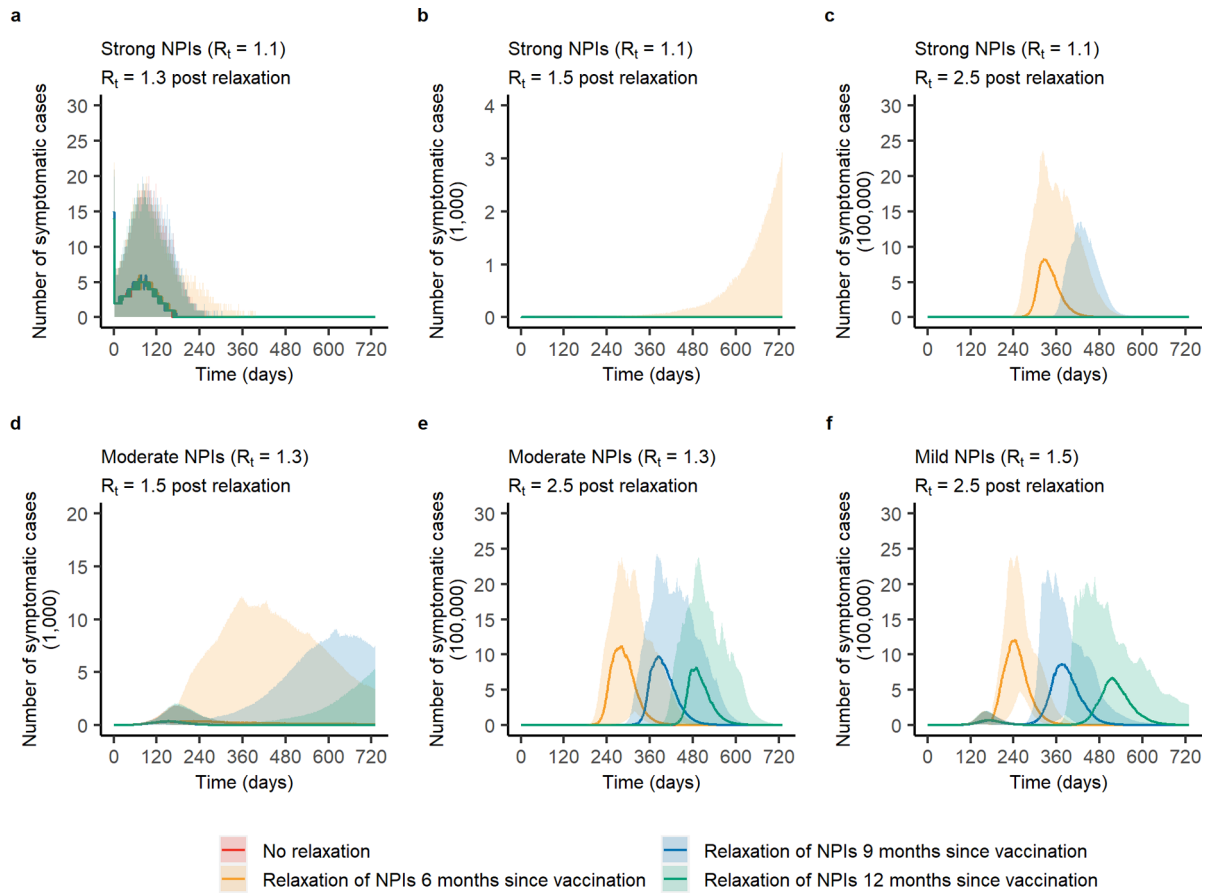 a
Strong NPIs (Rt = 1.1)
Rt = 1.3 post relaxation
Number of symptomatic cases
30
25
20
15
10
5
0
0 120 240 360 480 600 720
Time (days)
b
Strong NPIs (Rt = 1.1)
Rt = 1.5 post relaxation
Number of symptomatic cases
(1,000)
4
3
2
1
0
0 120 240 360 480 600 720
Time (days)
c
Strong NPIs (Rt = 1.1)
Rt = 2.5 post relaxation
Number of symptomatic cases
(100,000)
30
25
20
15
10
5
0
0 120 240 360 480 600 720
Time (days)
d
Moderate NPIs (Rt = 1.3)
Rt = 1.5 post relaxation
Number of symptomatic cases
(1,000)
20
15
10
5
0
0 120 240 360 480 600 720
Time (days)
e
Moderate NPIs (Rt = 1.3)
Rt = 2.5 post relaxation
Number of symptomatic cases
(100,000)
30
25
20
15
10
5
0
0 120 240 360 480 600 720
Time (days)
f
Mild NPIs (Rt = 1.5)
Rt = 2.5 post relaxation
Number of symptomatic cases
(100,000)
30
25
20
15
10
5
0
0 120 240 360 480 600 720
Time (days)
No relaxation
Relaxation of NPIs 6 months since vaccination
Relaxation of NPIs 9 months since vaccination
Relaxation of NPIs 12 months since vaccination